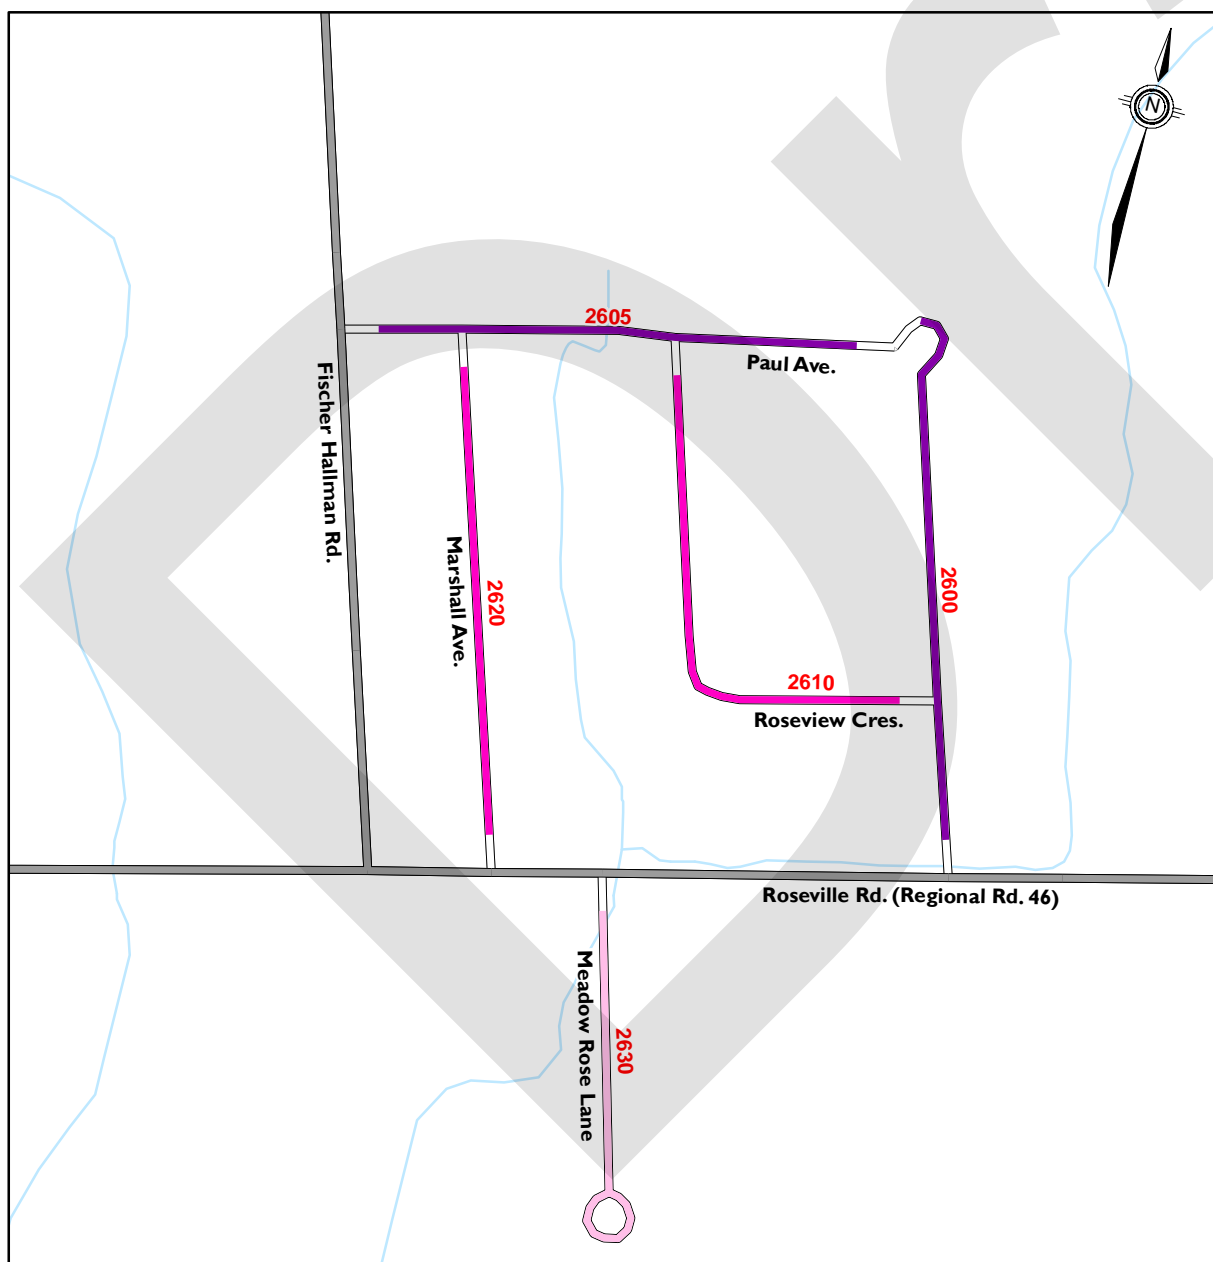 N
2605
Paul Ave.
Fischer Hallman Rd.
Marshall Ave.
2620
2600
2610
Roseview Cres.
Roseville Rd. (Regional Rd. 46)
Meadow Rose Lane
2630